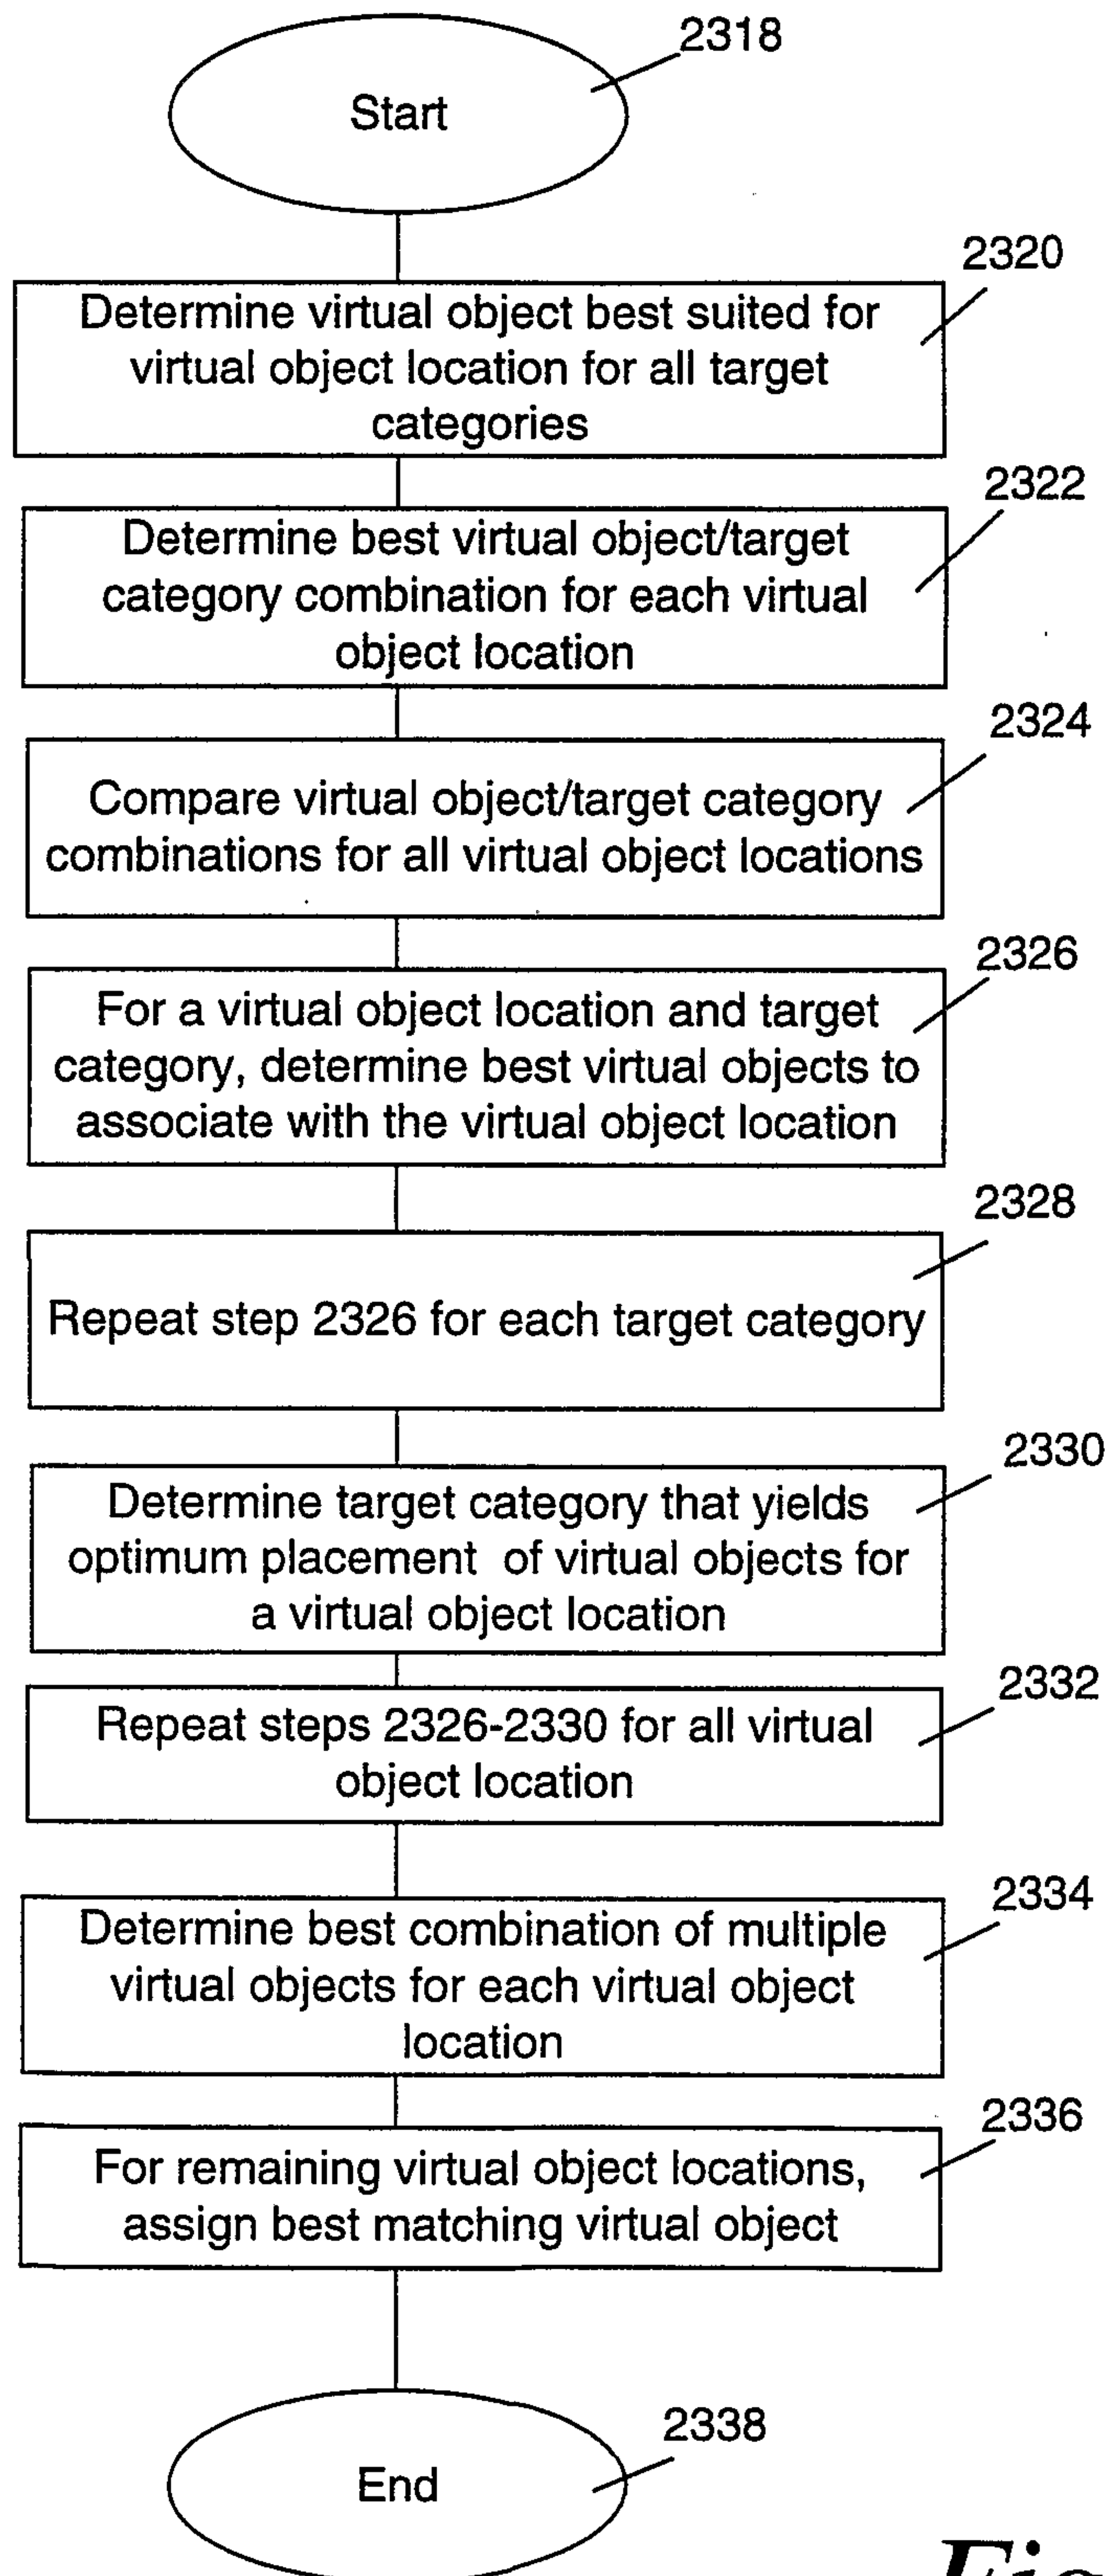 2318
Start
2320
Determine virtual object best suited for
virtual object location for all target
categories
2322
Determine best virtual object/target
category combination for each virtual
object location
2324
Compare virtual object/target category
combinations for all virtual object locations
2326
For a virtual object location and target
category, determine best virtual objects to
associate with the virtual object location
2328
Repeat step 2326 for each target category
2330
Determine target category that yields
optimum placement of virtual objects for
a virtual object location
2332
Repeat steps 2326-2330 for all virtual
object location
2334
Determine best combination of multiple
virtual objects for each virtual object
location
2336
For remaining virtual object locations,
assign best matching virtual object
2338
End